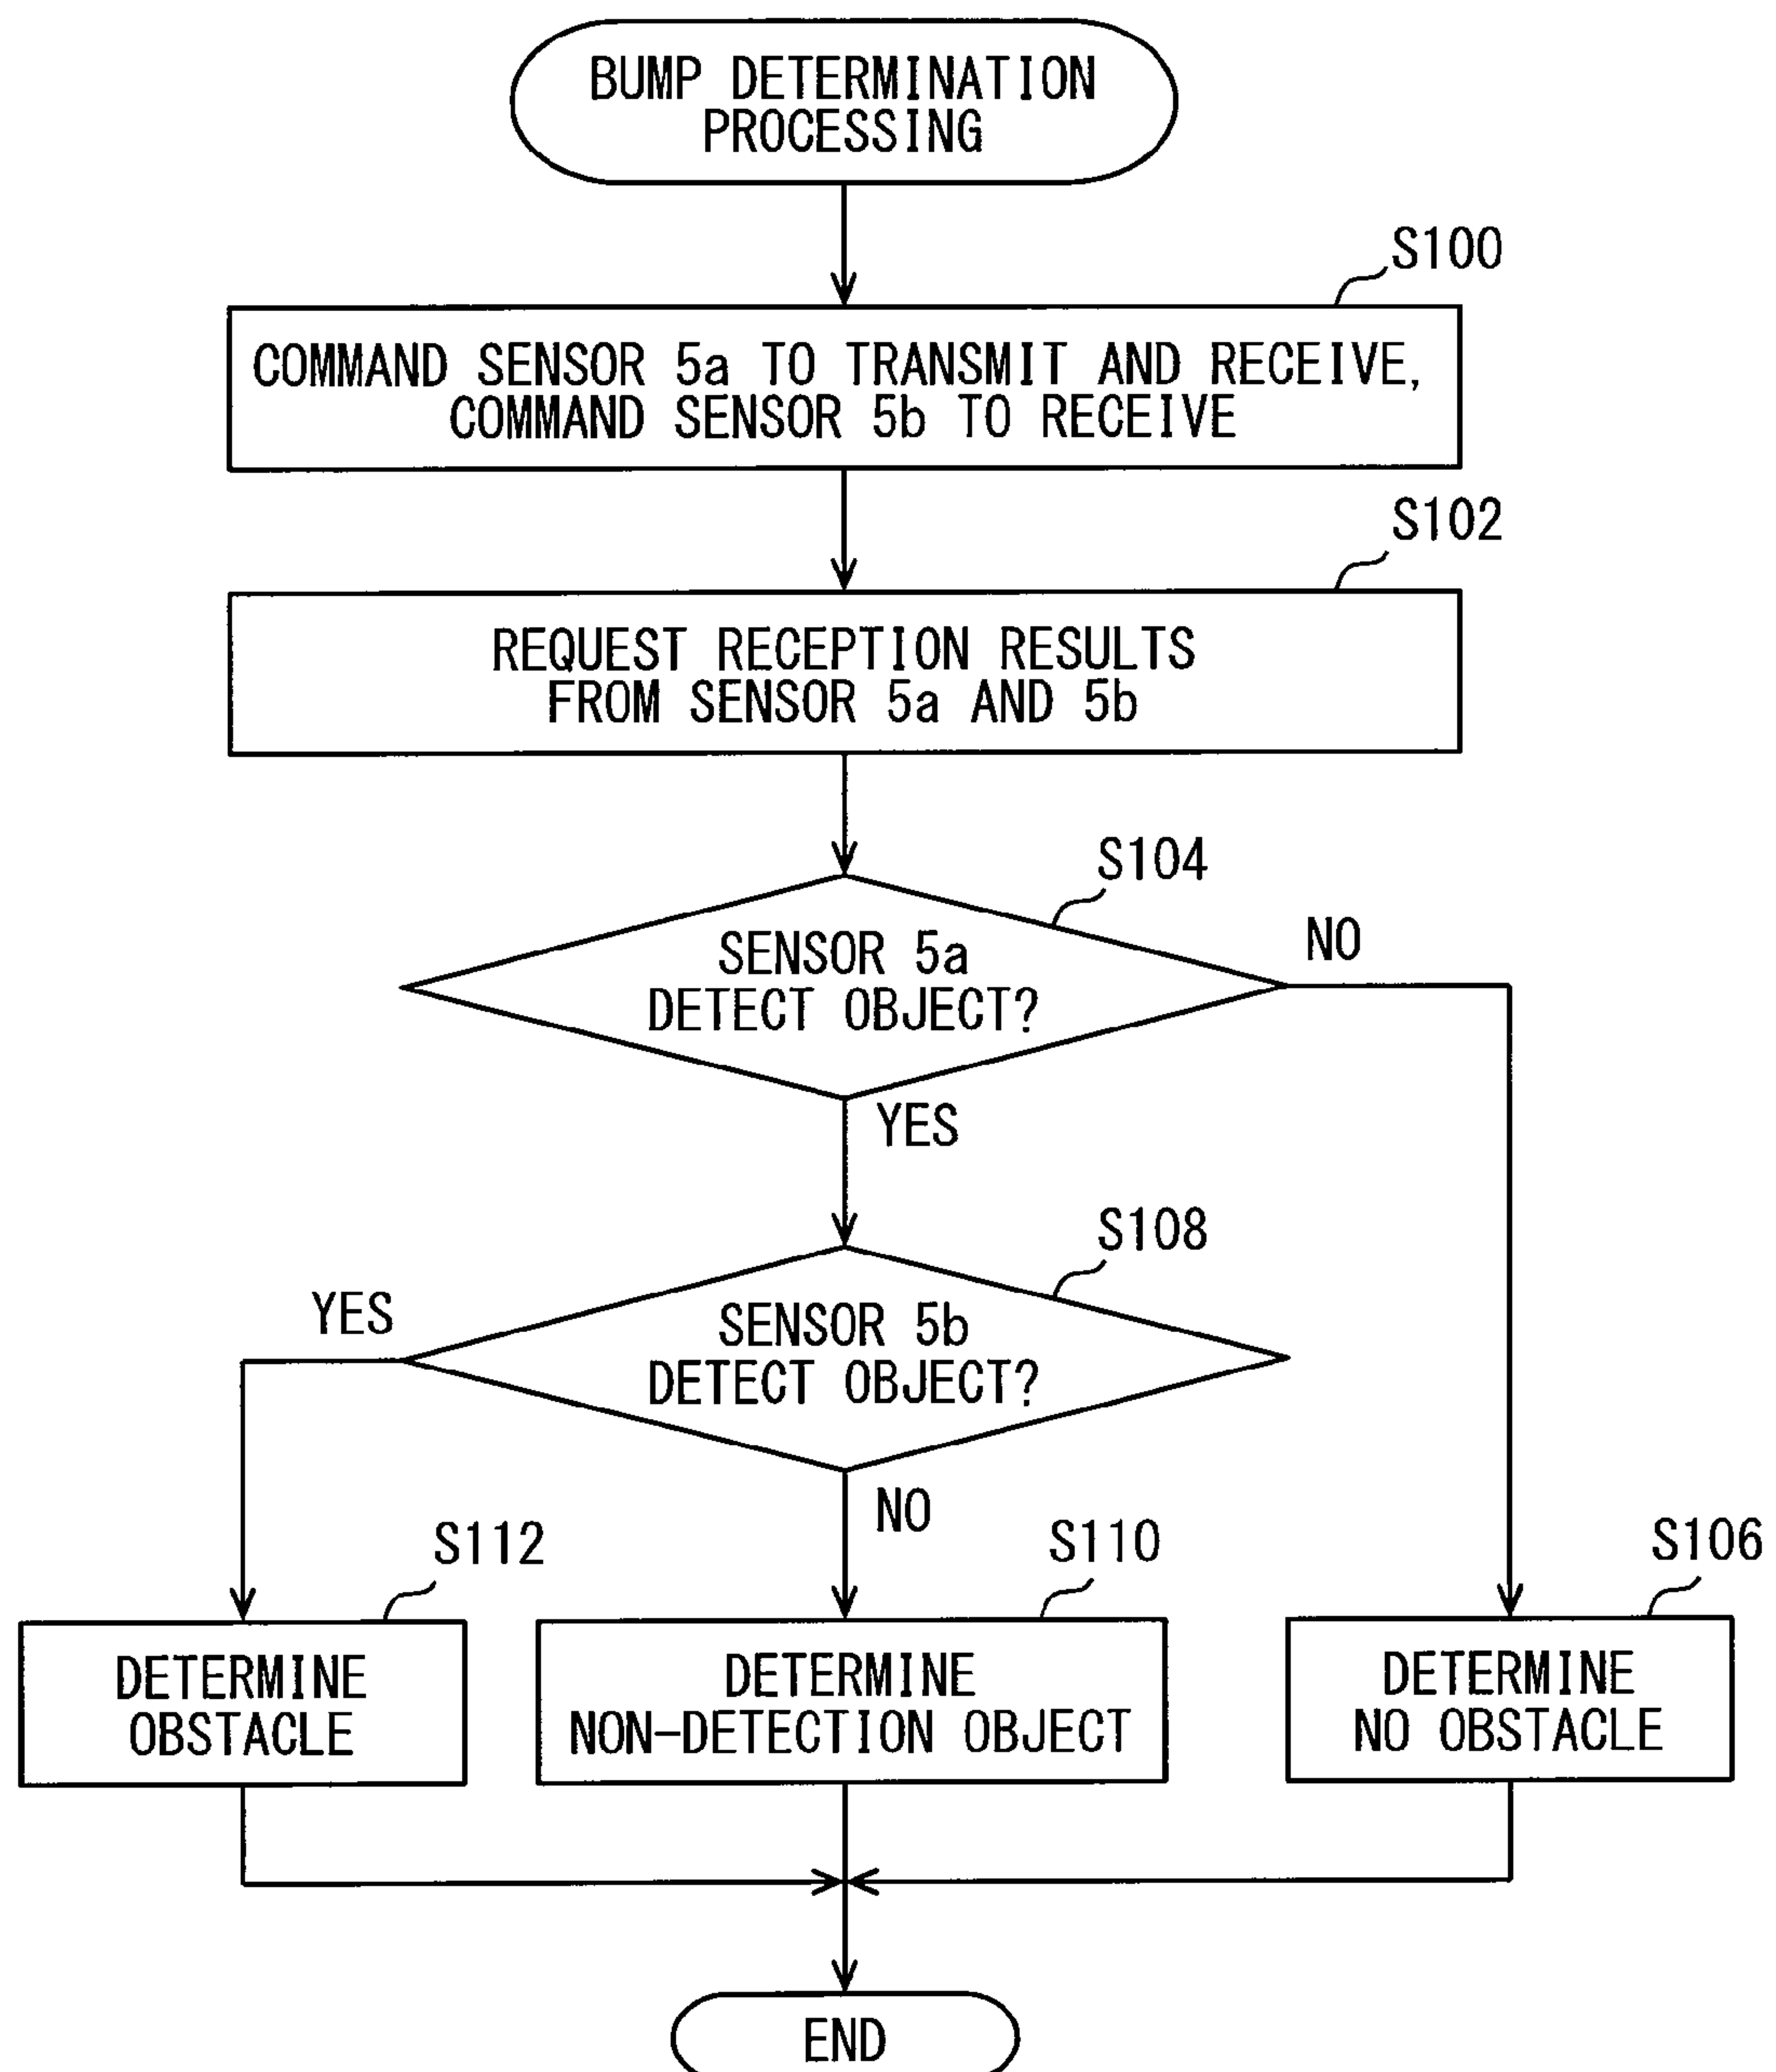 BUMP DETERMINATION
PROCESSING
S100
COMMAND SENSOR 5a TO TRANSMIT AND RECEIVE,
COMMAND SENSOR 5b TO RECEIVE
S102
REQUEST RECEPTION RESULTS
FROM SENSOR 5a AND 5b
S104
SENSOR 5a
DETECT OBJECT?
NO
YES
S108
SENSOR 5b
DETECT OBJECT?
YES
NO
S112
DETERMINE
OBSTACLE
S110
DETERMINE
NON-DETECTION OBJECT
S106
DETERMINE
NO OBSTACLE
END